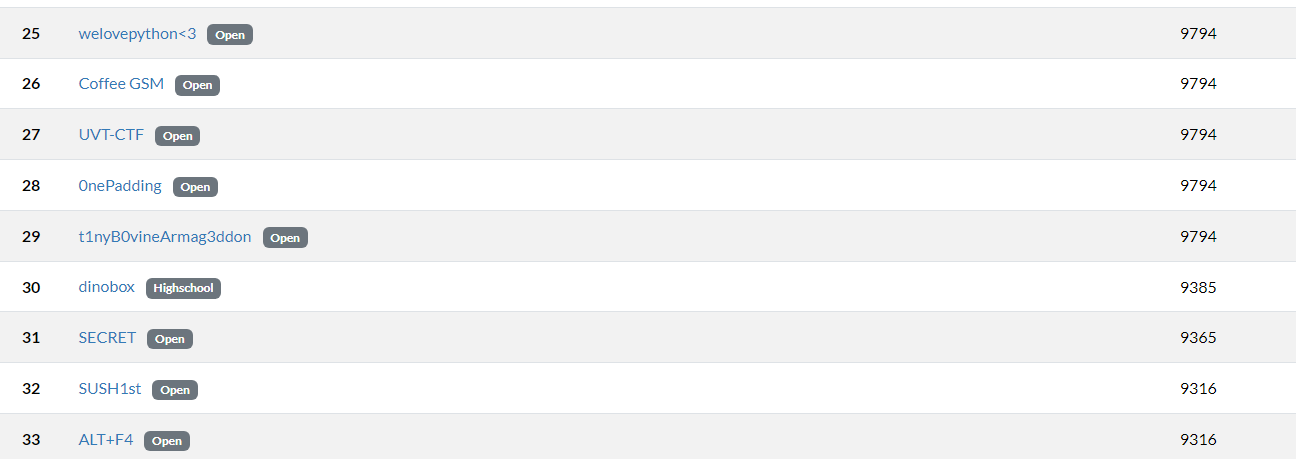 25 welovepython<3 Open 9794
26 Coffee GSM Open 9794
27 UVT-CTF Open 9794
28 0nePadding Open 9794
29 t1nyB0vineArmag3ddon Open 9794
30 dinobox Highschool 9385
31 SECRET Open 9365
32 SUSH1st Open 9316
33 ALT+F4 Open 9316